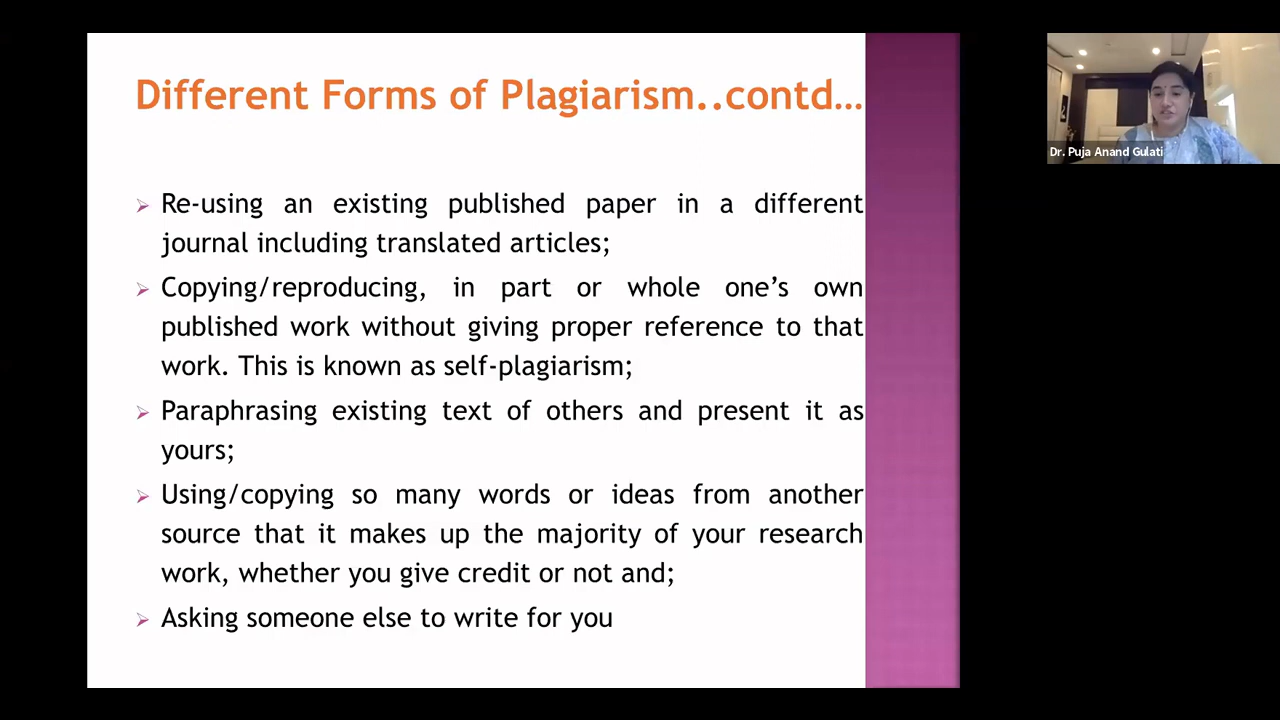 Different Forms of Plagiarism..contd...
Re-using an existing published paper in a different
journal including translated articles;
Copying/reproducing, in part or whole one’s own
published work without giving proper reference to that
work. This is known as self-plagiarism;
Paraphrasing existing text of others and present it as
yours;
Using/copying so many words or ideas from another
source that it makes up the majority of your research
work, whether you give credit or not and;
Asking someone else to write for you
Dr. Puja Anand Gulati